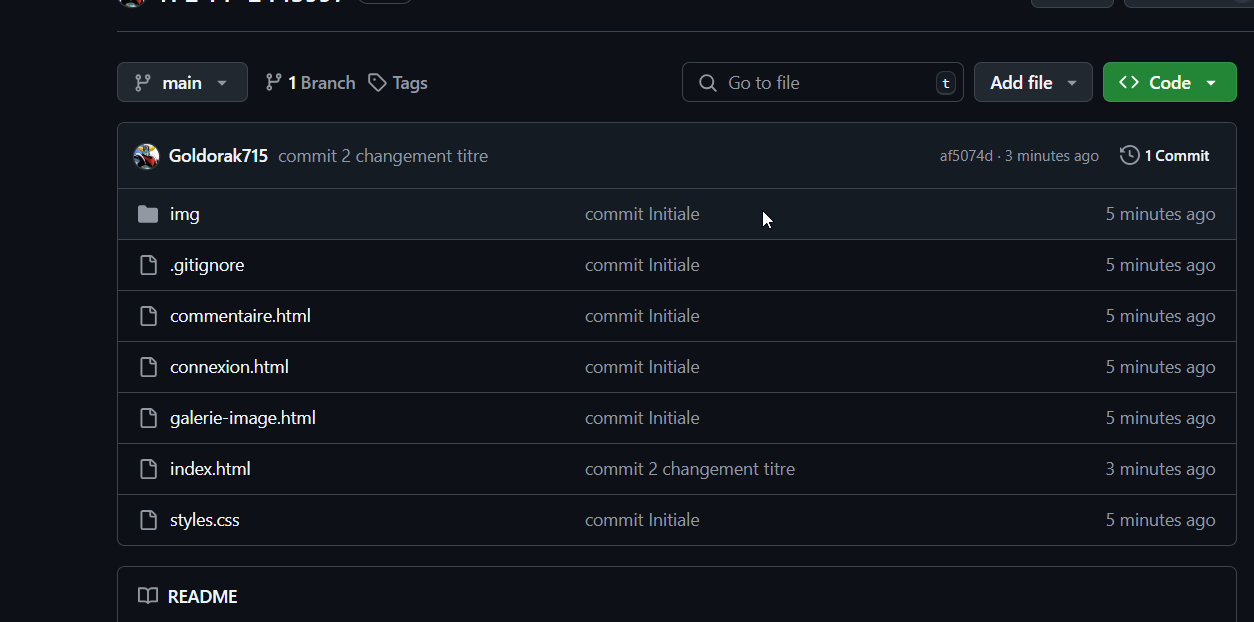 main
1 Branch
Tags
Go to file
t
Add file
Code
Goldorak715 commit 2 changement titre
af5074d · 3 minutes ago
1 Commit
img commit Initiale 5 minutes ago
.gitignore commit Initiale 5 minutes ago
commentaire.html commit Initiale 5 minutes ago
connexion.html commit Initiale 5 minutes ago
galerie-image.html commit Initiale 5 minutes ago
index.html commit 2 changement titre 3 minutes ago
styles.css commit Initiale 5 minutes ago
README